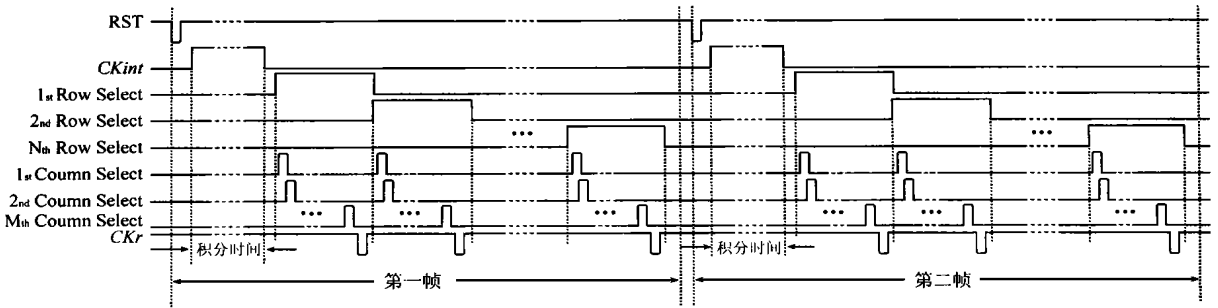 RST
CKint
1st Row Select
2nd Row Select
Nth Row Select
1st Coumn Select
2nd Coumn Select
Mth Coumn Select
CKr
积分时间
积分时间
第一帧
第二帧